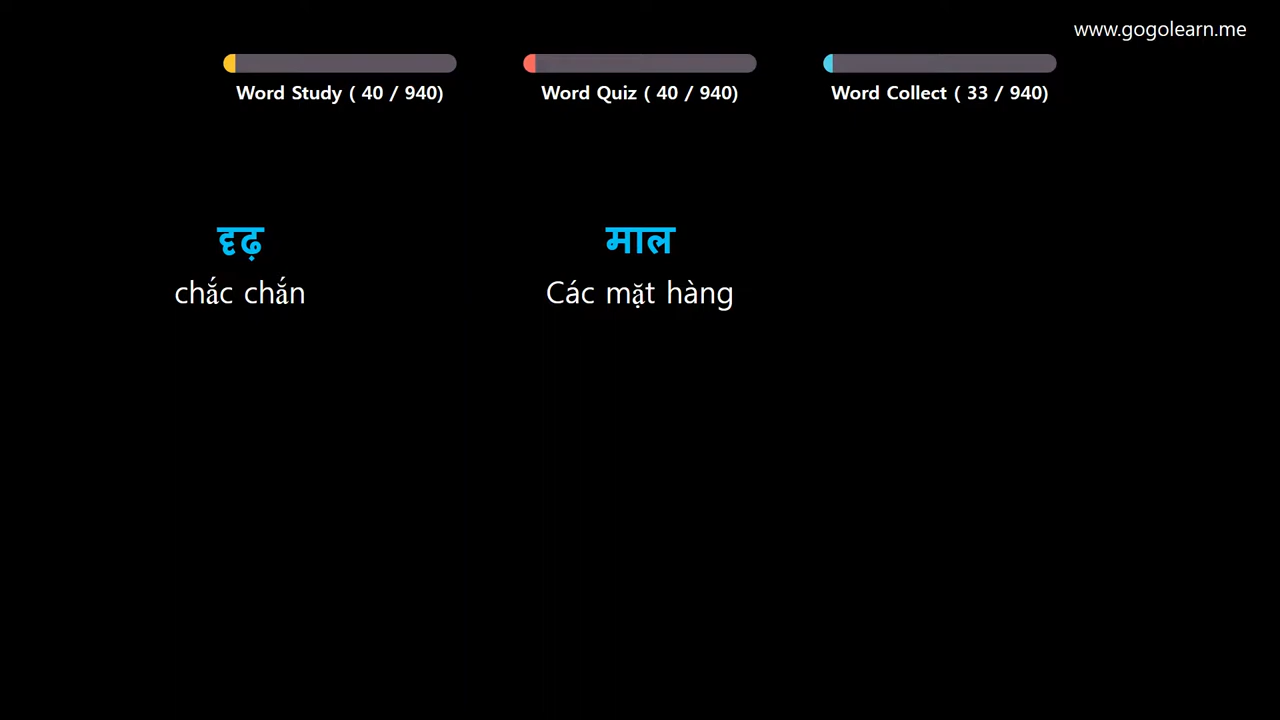 www.gogolearn.me
Word Study ( 40 / 940)
Word Quiz ( 40 / 940)
Word Collect ( 33 / 940)
दृढ़
माल
chắc chắn
Các mặt hàng